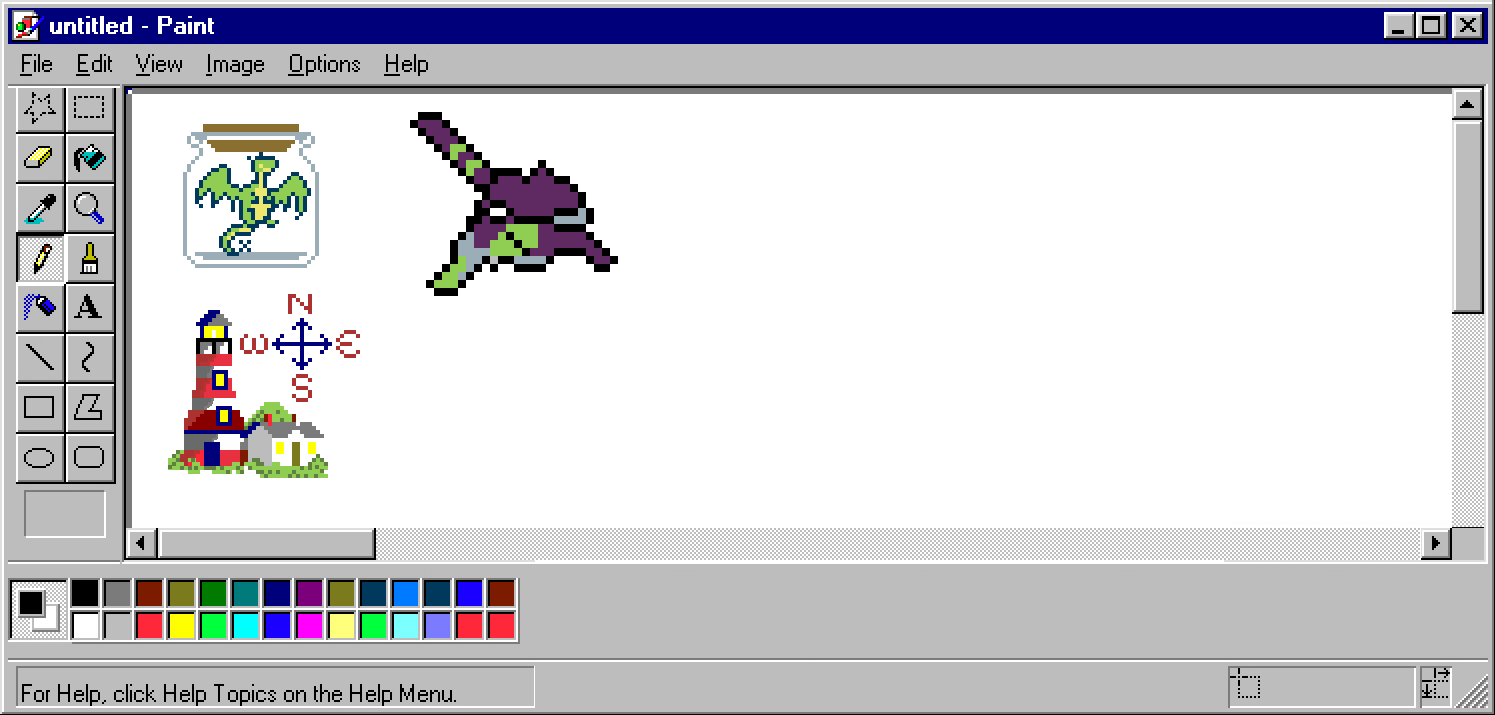 untitled - Paint
File Edit View Image Options Help
A
N
W E
S
For Help, click Help Topics on the Help Menu.